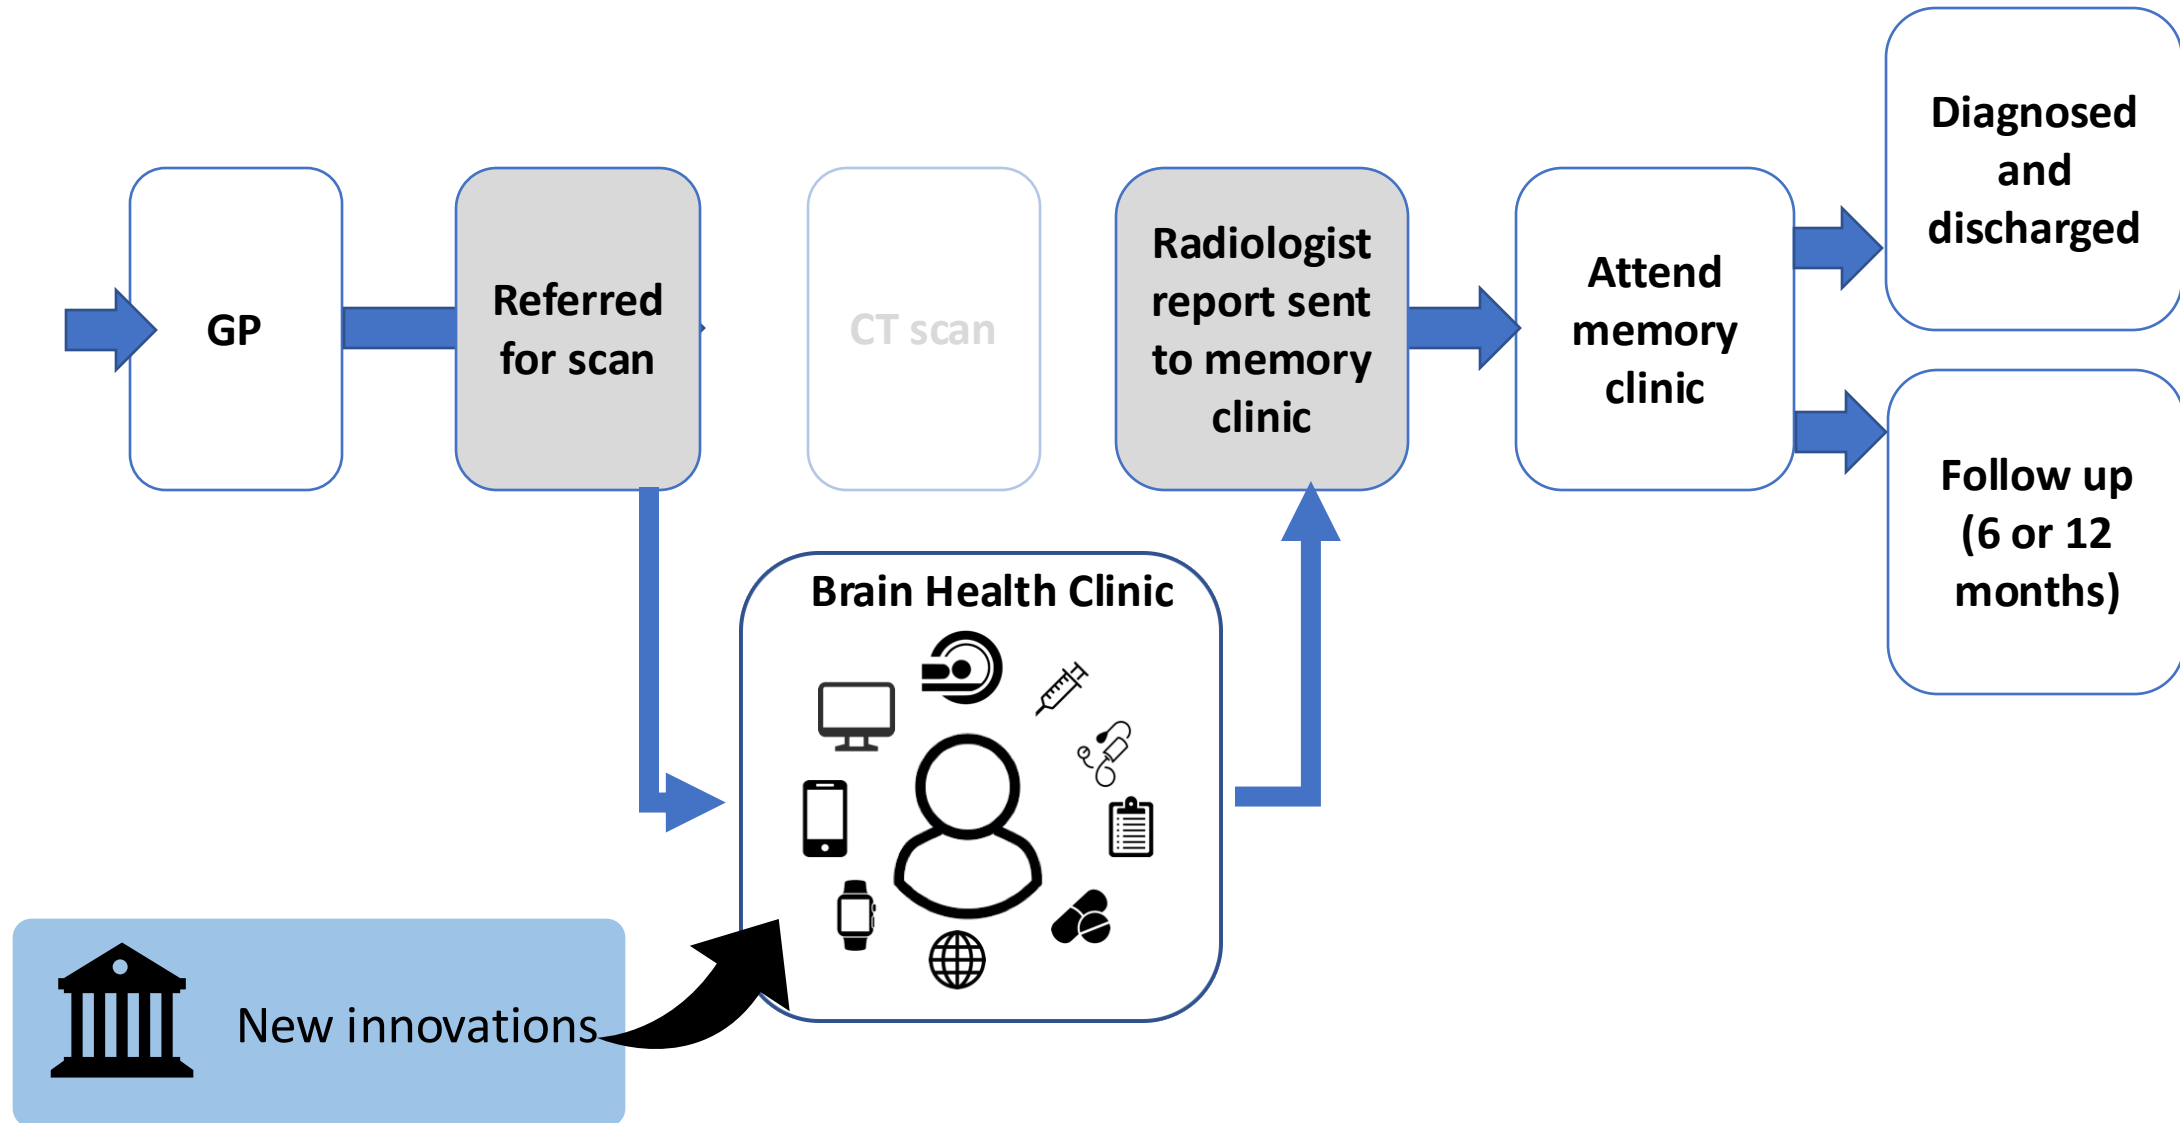 GP
Referred
for scan
CT scan
Radiologist
report sent
to memory
clinic
Attend
memory
clinic
Diagnosed
and
discharged
Follow up
(6 or 12
months)
Brain Health Clinic
New innovations